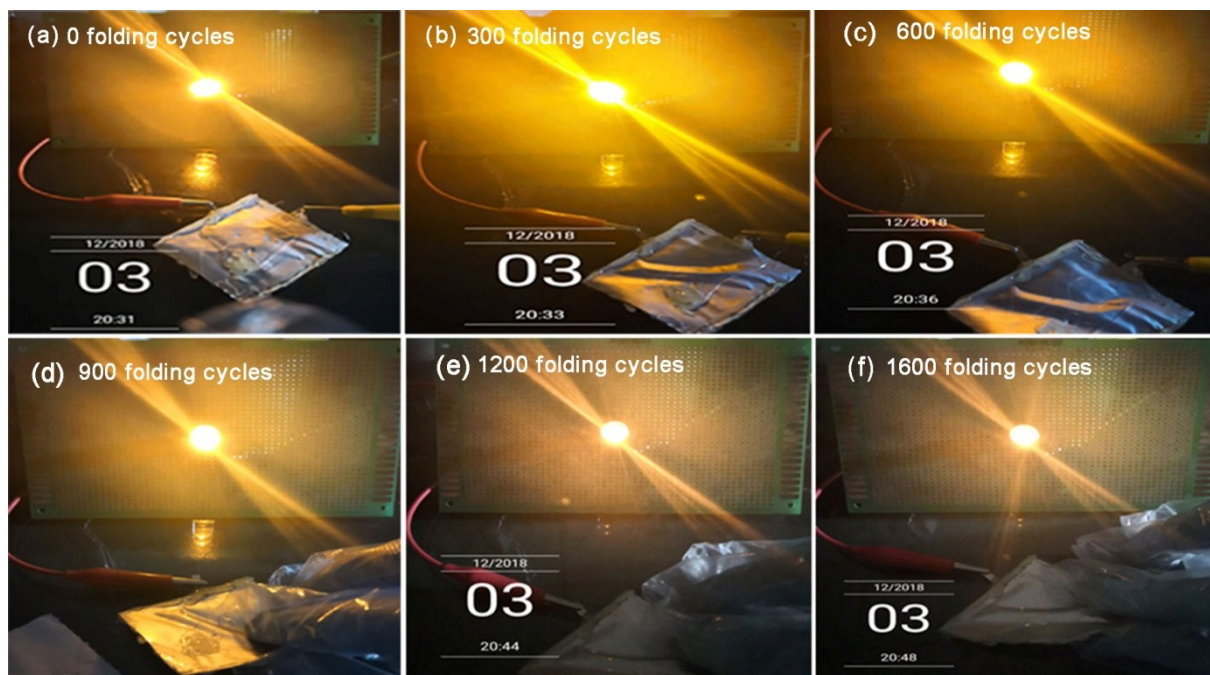 (a) 0 folding cycles
12/2018
03
20:31
(b) 300 folding cycles
12/2018
03
20:33
(c) 600 folding cycles
12/2018
03
20:36
(d) 900 folding cycles
(e) 1200 folding cycles
12/2018
03
20:44
(f) 1600 folding cycles
12/2018
03
20:48